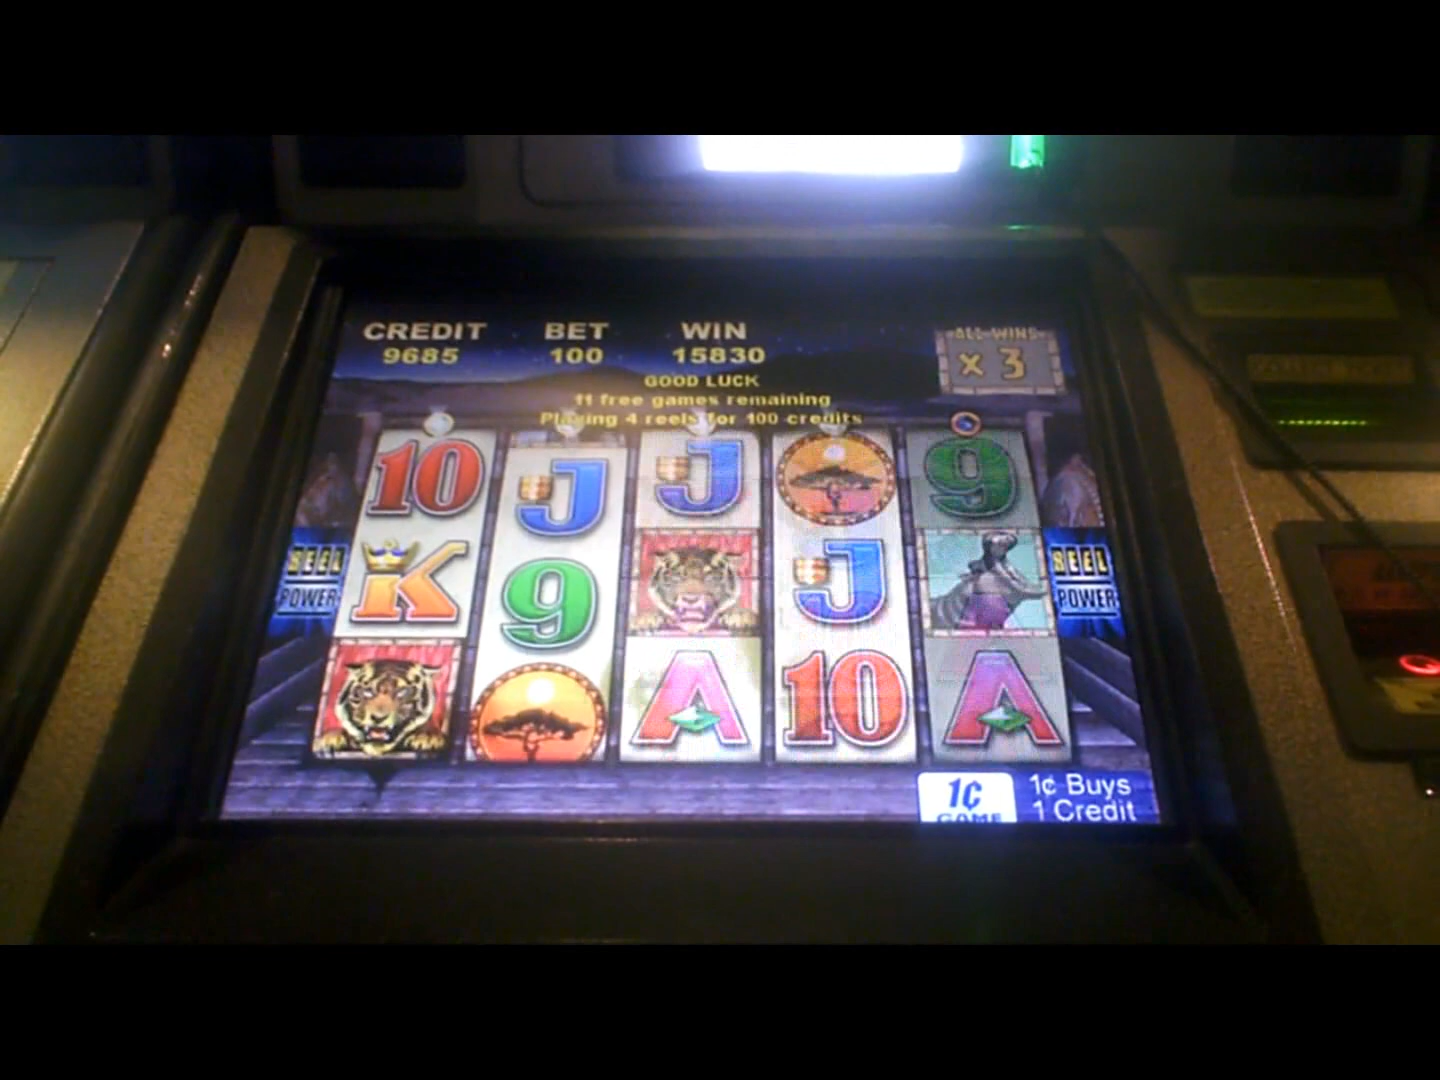 CREDIT BET WIN
9685 100 15830
ALL WINS
x 3
GOOD LUCK
11 free games remaining
Playing 4 reels for 100 credits
10 J J 9
K 9 J
A 10 A
REEL POWER
REEL POWER
1¢ GAME
1¢ Buys
1 Credit